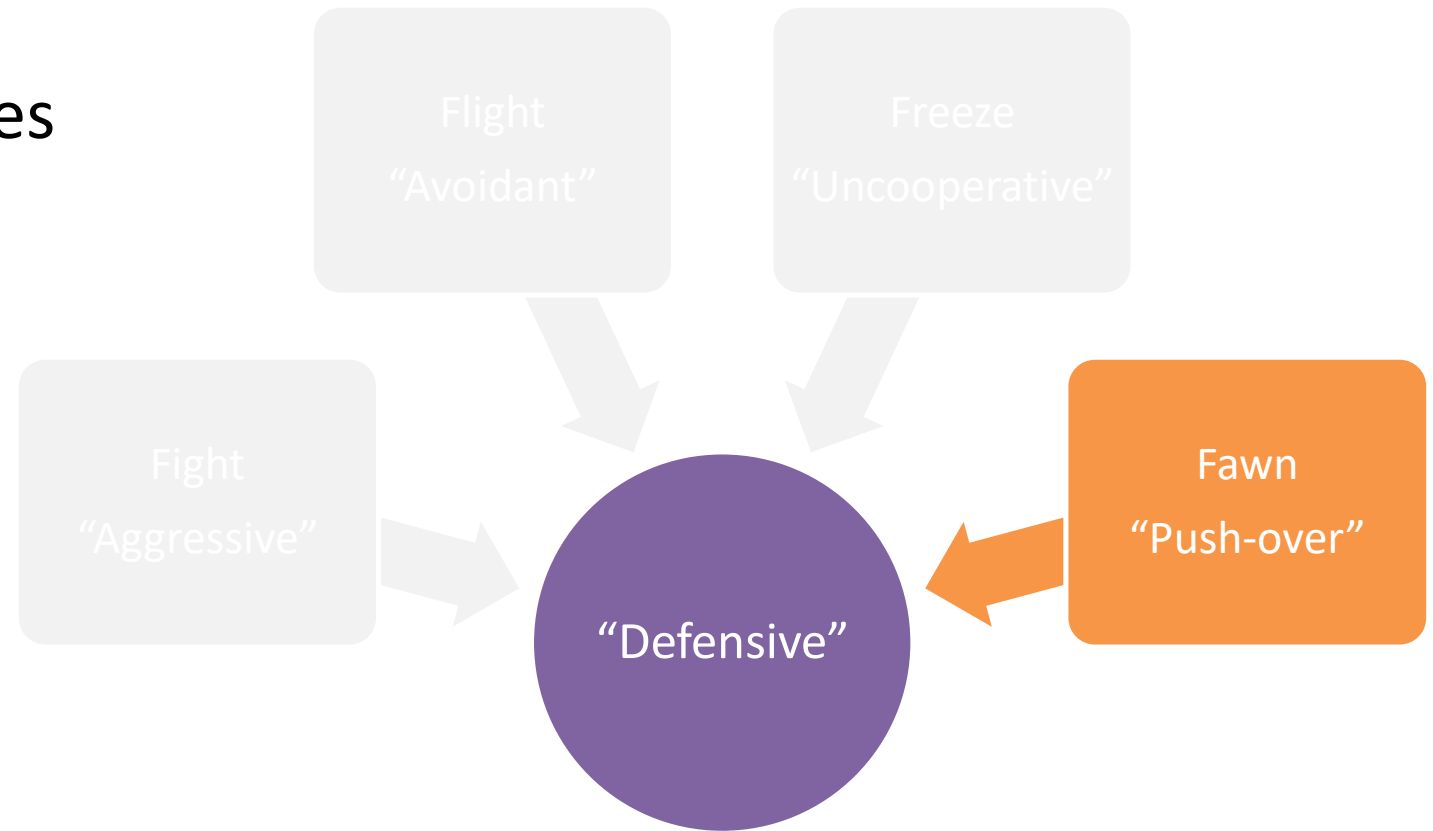 es
Flight
“Avoidant”
Freeze
“Uncooperative”
Fight
“Aggressive”
Fawn
“Push-over”
“Defensive”